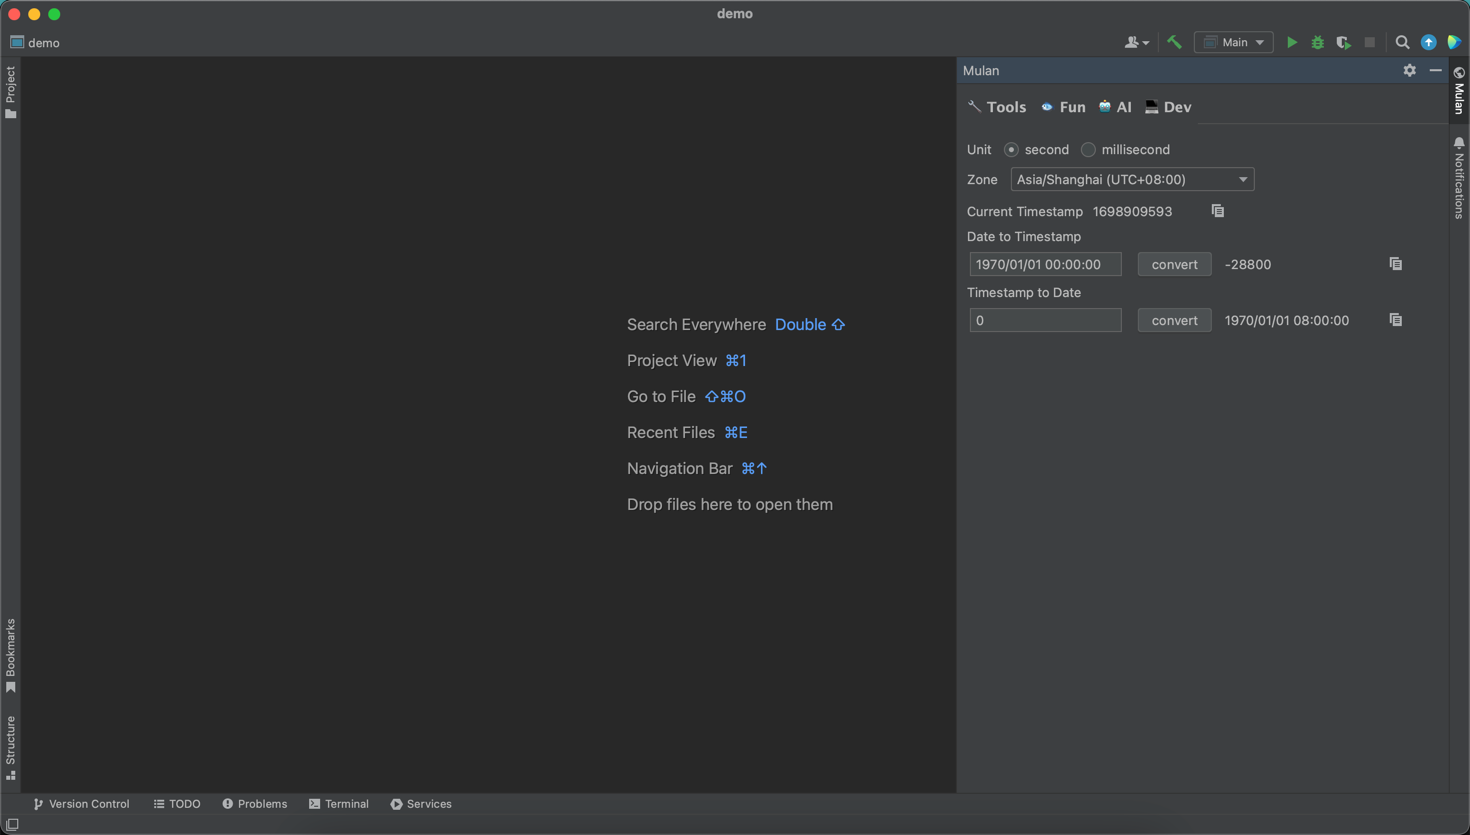 demo
demo
Main
Project
Bookmarks
Structure
Search Everywhere Double ⇧
Project View ⌘1
Go to File ⇧⌘O
Recent Files ⌘E
Navigation Bar ⌘↑
Drop files here to open them
Mulan
Tools Fun AI Dev
Unit second millisecond
Zone Asia/Shanghai (UTC+08:00)
Current Timestamp 1698909593
Date to Timestamp
1970/01/01 00:00:00 convert -28800
Timestamp to Date
0 convert 1970/01/01 08:00:00
Mulan
Notifications
Version Control TODO Problems Terminal Services